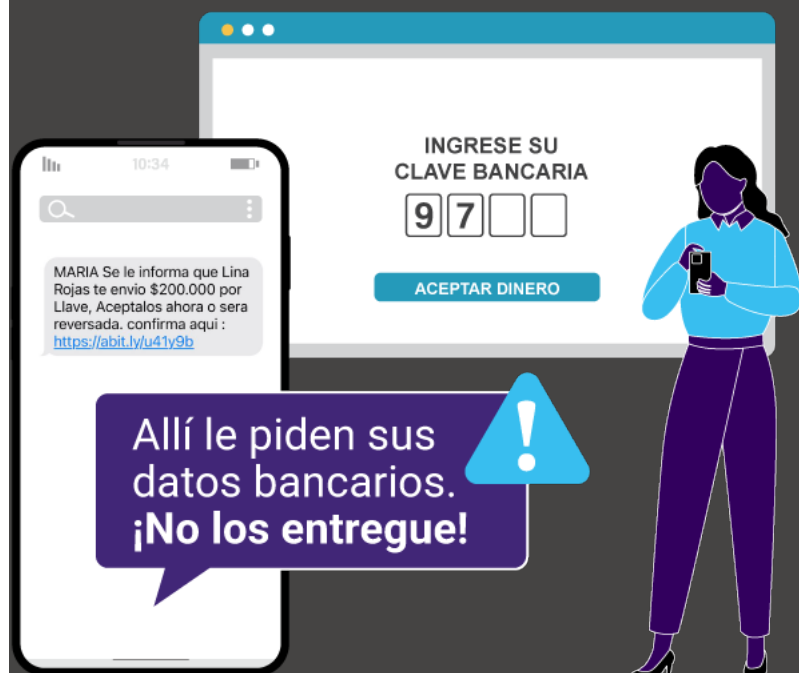 INGRESE SU
CLAVE BANCARIA
9 7
ACEPTAR DINERO
10:34
MARIA Se le informa que Lina
Rojas te envio $200.000 por
Llave, Aceptalos ahora o sera
reversada. confirma aqui :
https://abit.ly/u41y9b
Allí le piden sus
datos bancarios.
¡No los entregue!
!